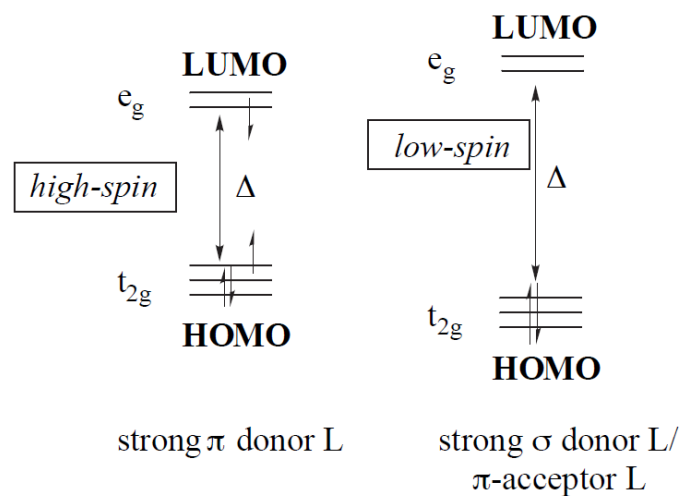 LUMO
e_g
high-spin
Δ
t_2g
HOMO
strong π donor L
LUMO
e_g
low-spin
Δ
t_2g
HOMO
strong σ donor L/
π-acceptor L